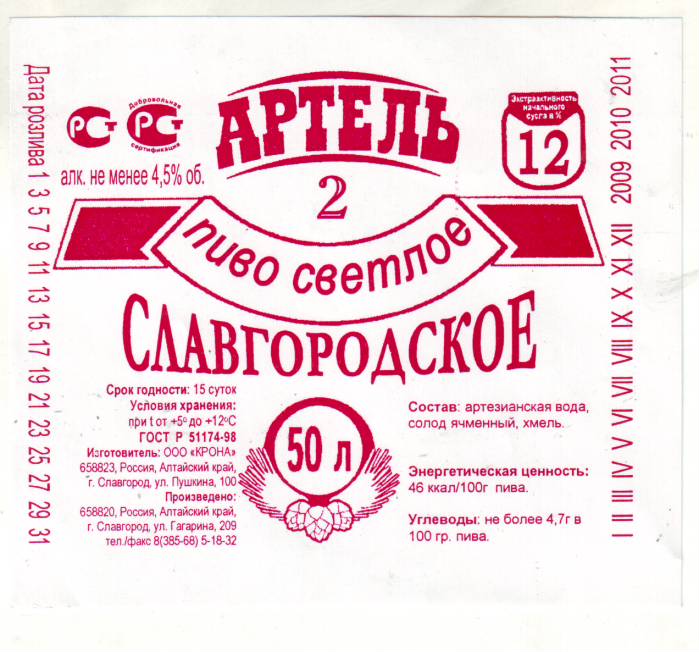 Дата розлива 1 3 5 7 9 11 13 15 17 19 21 23 25 27 29 31
РСТ
Добровольная
РСТ
сертификация
алк. не менее 4,5% об.
АРТЕЛЬ
2
пиво светлое
СЛАВГОРОДСКОЕ
Экстрактивность
начального
сусла в %
12
I II III IV V VI VII VIII IX X XI XII 2009 2010 2011
Срок годности: 15 суток
Условия хранения:
при t от +5° до +12°C
ГОСТ Р 51174-98
Изготовитель: ООО «КРОНА»
658823, Россия, Алтайский край,
г. Славгород, ул. Пушкина, 100
Произведено:
658820, Россия, Алтайский край,
г. Славгород, ул. Гагарина, 209
тел./факс 8(385-68) 5-18-32
50 л
Состав: артезианская вода,
солод ячменный, хмель.
Энергетическая ценность:
46 ккал/100г пива.
Углеводы: не более 4,7г в
100 гр. пива.